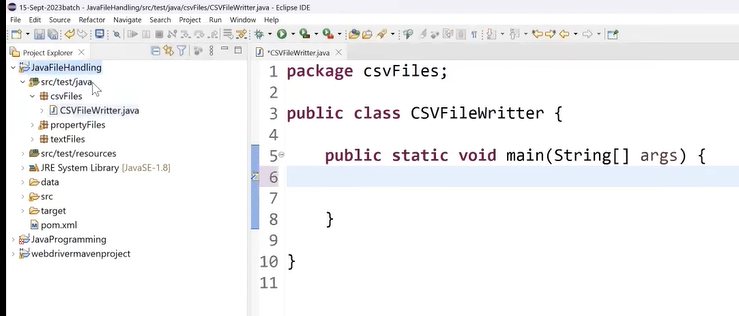 15-Sept-2023batch - JavaFileHandling/src/test/java/csvFiles/CSVFileWritter.java - Eclipse IDE
File Edit Source Refactor Navigate Search Project Run Window Help
Project Explorer
*CSVFileWritter.java
JavaFileHandling
src/test/java
csvFiles
CSVFileWritter.java
propertyFiles
textFiles
src/test/resources
JRE System Library [JavaSE-1.8]
data
src
target
pom.xml
JavaProgramming
webdrivermavenproject
1 package csvFiles;
2
3 public class CSVFileWritter {
4
5 public static void main(String[] args) {
6
7
8 }
9
10 }
11